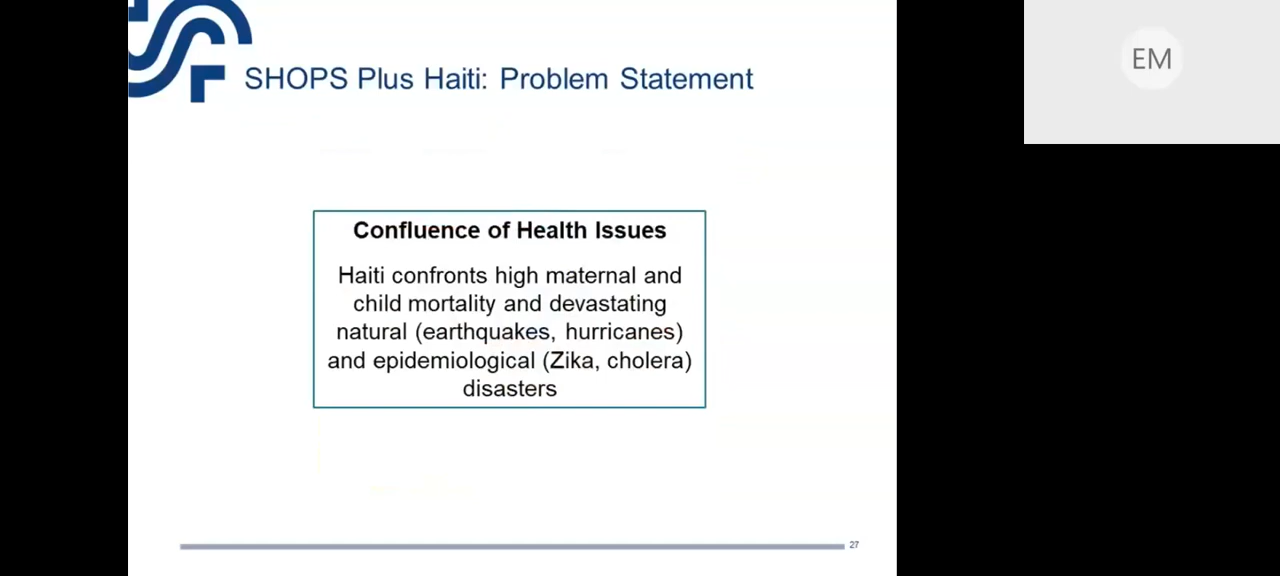 SHOPS Plus Haiti: Problem Statement
EM
Confluence of Health Issues
Haiti confronts high maternal and
child mortality and devastating
natural (earthquakes, hurricanes)
and epidemiological (Zika, cholera)
disasters
27